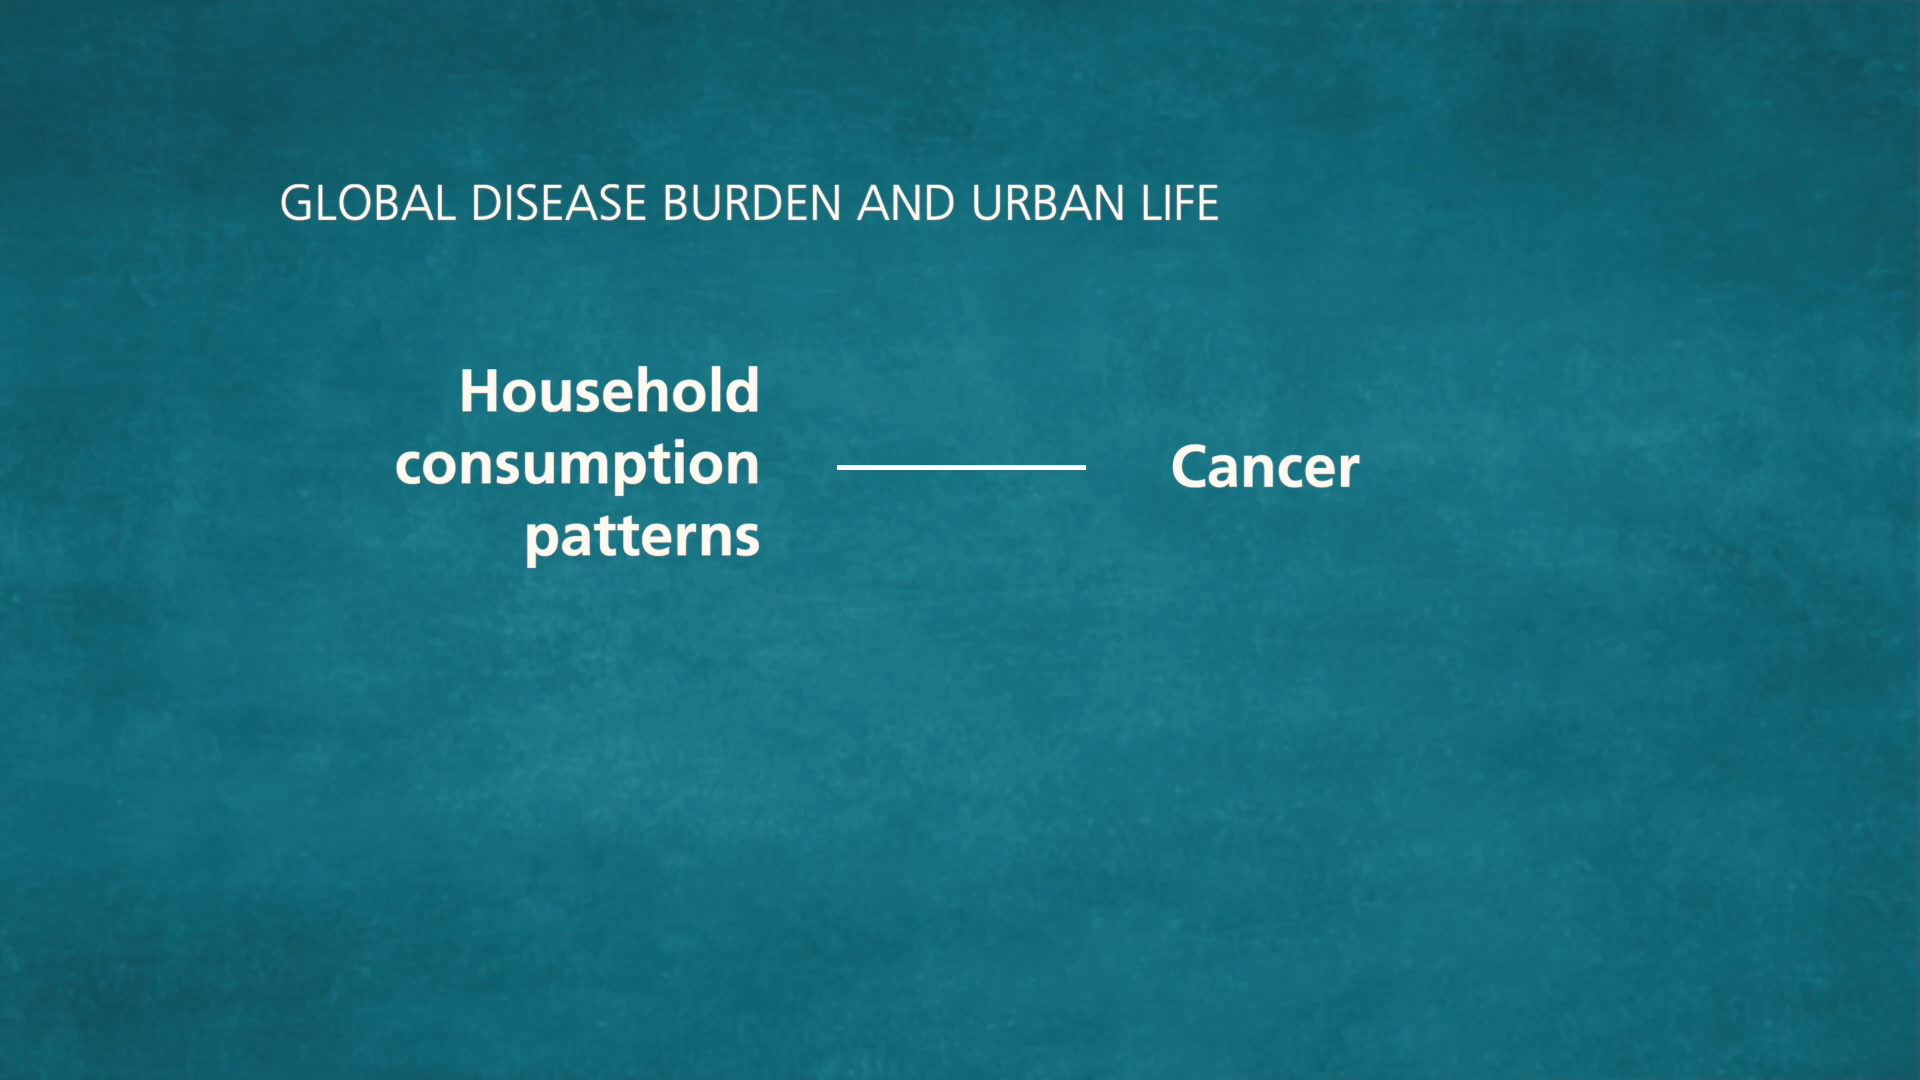 GLOBAL DISEASE BURDEN AND URBAN LIFE
Household
consumption
patterns
Cancer